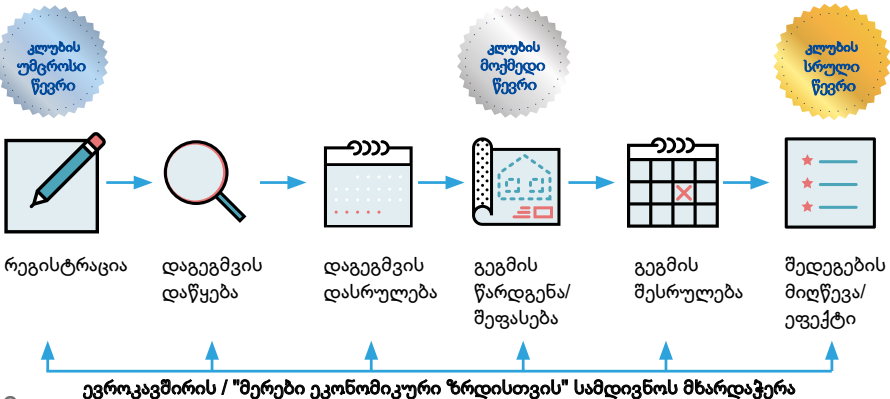 კლუბის
უმცროსი
წევრი
კლუბის
მოქმედი
წევრი
კლუბის
სრული
წევრი
რეგისტრაცია
დაგეგმვის
დაწყება
დაგეგმვის
დასრულება
გეგმის
წარდგენა/
შეფასება
გეგმის
შესრულება
შედეგების
მიღწევა/
ეფექტი
ევროკავშირის / "მერები ეკონომიკური ზრდისთვის" სამდივნოს მხარდაჭერა